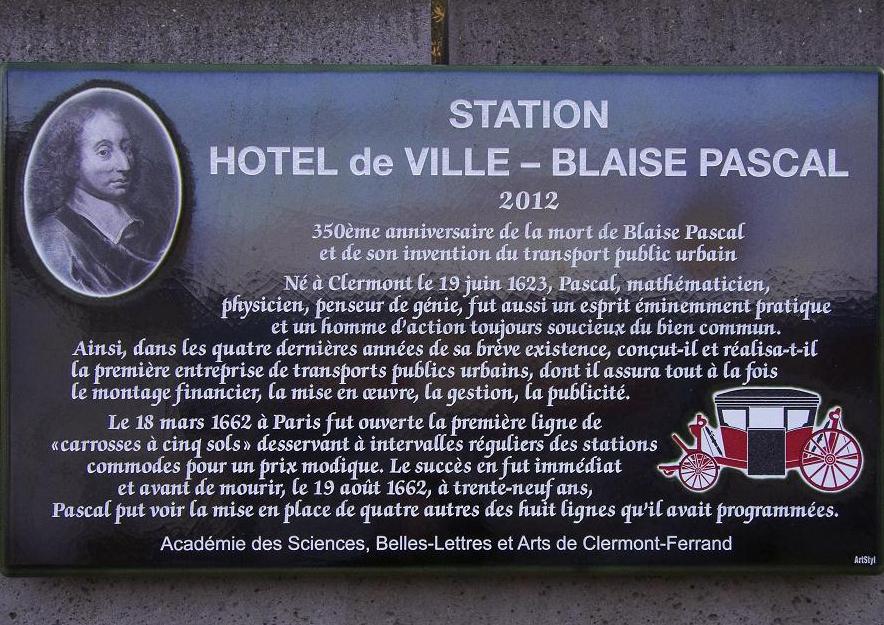 STATION
HOTEL de VILLE – BLAISE PASCAL
2012
350ème anniversaire de la mort de Blaise Pascal
et de son invention du transport public urbain
Né à Clermont le 19 juin 1623, Pascal, mathématicien,
physicien, penseur de génie, fut aussi un esprit éminemment pratique
et un homme d'action toujours soucieux du bien commun.
Ainsi, dans les quatre dernières années de sa brève existence, conçut-il et réalisa-t-il
la première entreprise de transports publics urbains, dont il assura tout à la fois
le montage financier, la mise en œuvre, la gestion, la publicité.
Le 18 mars 1662 à Paris fut ouverte la première ligne de
«carrosses à cinq sols» desservant à intervalles réguliers des stations
commodes pour un prix modique. Le succès en fut immédiat
et avant de mourir, le 19 août 1662, à trente-neuf ans,
Pascal put voir la mise en place de quatre autres des huit lignes qu'il avait programmées.
Académie des Sciences, Belles-Lettres et Arts de Clermont-Ferrand
ArtStyl